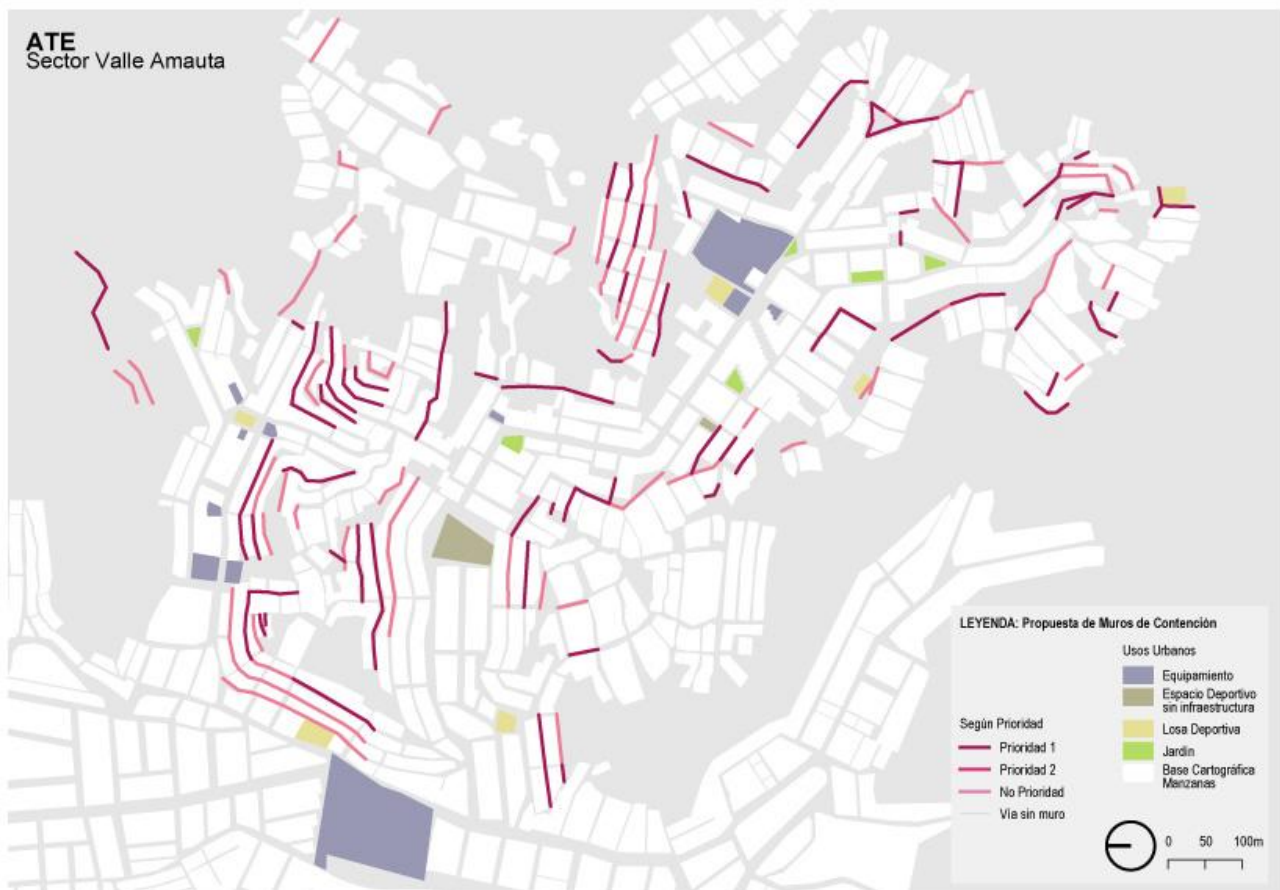 ATE
Sector Valle Amauta
LEYENDA: Propuesta de Muros de Contención
Usos Urbanos
Equipamiento
Espacio Deportivo
sin infraestructura
Losa Deportiva
Jardín
Base Cartográfica
Manzanas
Según Prioridad
Prioridad 1
Prioridad 2
No Prioridad
Vía sin muro
0 50 100m